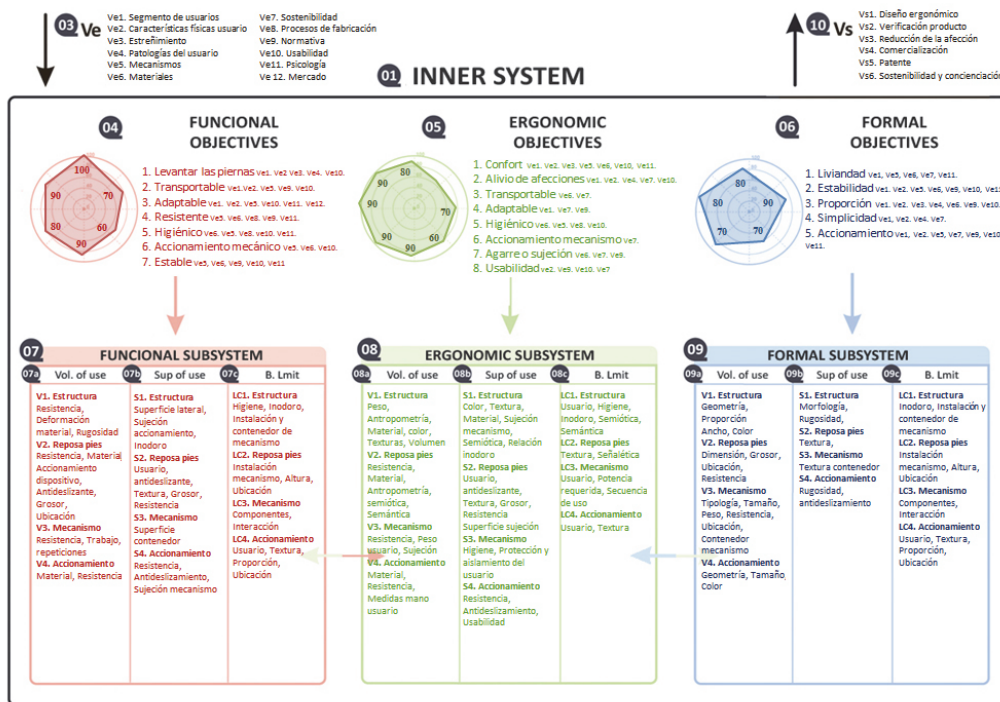 03 Ve
Ve1. Segmento de usuarios
Ve2. Características físicas usuario
Ve3. Estreñimiento
Ve4. Patologías del usuario
Ve5. Mecanismos
Ve6. Materiales
Ve7. Sostenibilidad
Ve8. Procesos de fabricación
Ve9. Normativa
Ve10. Usabilidad
Ve11. Psicología
Ve 12. Mercado
10 Vs
Vs1. Diseño ergonómico
Vs2. Verificación producto
Vs3. Reducción de la afección
Vs4. Comercialización
Vs5. Patente
Vs6. Sostenibilidad y concienciación
01 INNER SYSTEM
04
FUNCTIONAL
OBJECTIVES
100
70
60
90
80
90
1. Levantar las piernas ve1. ve2 ve3. ve4. ve10.
2. Transportable ve1.ve2. ve5. ve9. ve10.
3. Adaptable ve1. ve2. ve5. ve10. ve11. ve12.
4. Resistente ve5. ve6. ve8. ve9. ve11.
5. Higiénico ve6. ve5. ve8. ve10. ve11.
6. Accionamiento mecánico ve5. ve6. ve10.
7. Estable ve5, ve6, ve9, ve10, ve11
05
ERGONOMIC
OBJECTIVES
80
70
60
90
90
90
90
1. Confort ve1. ve2. ve3. ve5. ve6, ve10, ve11.
2. Alivio de afecciones ve1. ve2. ve4. ve7. ve10.
3. Transportable ve6. ve7.
4. Adaptable ve1. ve7. ve9.
5. Higiénico ve6. ve5. ve8. ve10.
6. Accionamiento mecanismo ve7.
7. Agarre o sujeción ve6. ve7. ve9.
8. Usabilidad ve2. ve9. ve10. ve7
06
FORMAL
OBJECTIVES
80
90
70
70
80
1. Liviandad ve1, ve5, ve6, ve7, ve11.
2. Estabilidad ve1. ve2. ve5. ve6, ve9, ve10, ve11
3. Proporción ve1. ve2. ve3. ve4, ve6. ve9. ve10.
4. Simplicidad ve1, ve2. ve4. ve7.
5. Accionamiento ve1, ve2. ve5, ve7, ve9, ve10
ve11.
07
FUNCTIONAL SUBSYSTEM
07a Vol. of use
V1. Estructura
Resistencia,
Deformación
material, Rugosidad
V2. Reposa pies
Resistencia, Material
Accionamiento
dispositivo,
Antideslizante,
Grosor,
Ubicación
V3. Mecanismo
Resistencia, Trabajo,
repeticiones
V4. Accionamiento
Material, Resistencia
07b Sup of use
S1. Estructura
Superficie lateral,
Sujeción
accionamiento,
Inodoro
S2. Reposa pies
Usuario,
antideslizante,
Textura, Grosor,
Resistencia
S3. Mecanismo
Superficie
contenedor
S4. Accionamiento
Resistencia,
Antideslizamiento,
Sujeción mecanismo
07c B. Lmit
LC1. Estructura
Higiene, Inodoro,
Instalación y
contenedor de
mecanismo
LC2. Reposa pies
Instalación
mecanismo, Altura,
Ubicación
LC3. Mecanismo
Componentes,
Interacción
LC4. Accionamiento
Usuario, Textura,
Proporción,
Ubicación
08
ERGONOMIC SUBSYSTEM
08a Vol. of use
V1. Estructura
Peso,
Antropometría,
Material, color,
Texturas, Volumen
V2. Reposa pies
Resistencia,
Material,
Antropometría,
semiótica,
Semántica
V3. Mecanismo
Resistencia, Peso
usuario, Sujeción
V4. Accionamiento
Material,
Resistencia,
Medidas mano
usuario
08b Sup of use
S1. Estructura
Color, Textura,
Material, Sujeción
mecanismo,
Semiótica, Relación
inodoro
S2. Reposa pies
Usuario,
antideslizante,
Textura, Grosor,
Resistencia
Superficie sujeción
S3. Mecanismo
Higiene, Protección y
aislamiento del
usuario
S4. Accionamiento
Resistencia,
Antideslizamiento,
Usabilidad
08c B. Lmit
LC1. Estructura
Usuario, Higiene,
Inodoro, Semiótica,
Semántica
LC2. Reposa pies
Textura, Señalética
LC3. Mecanismo
Usuario, Potencia
requerida, Secuencia
de uso
LC4. Accionamiento
Usuario, Textura
09
FORMAL SUBSYSTEM
09a Vol. of use
V1. Estructura
Geometría,
Proporción
Ancho, Color
V2. Reposa pies
Dimensión, Grosor,
Ubicación,
Resistencia
V3. Mecanismo
Tipología, Tamaño,
Peso, Resistencia,
Ubicación,
Contenedor
mecanismo
V4. Accionamiento
Geometría, Tamaño,
Color
09b Sup of use
S1. Estructura
Morfología,
Rugosidad,
S2. Reposa pies
Textura,
S3. Mecanismo
Textura contenedor
S4. Accionamiento
Rugosidad,
antideslizamiento
09c B. Lmit
LC1. Estructura
Inodoro, Instalación y
contenedor de
mecanismo
LC2. Reposa pies
Instalación
mecanismo, Altura,
Ubicación
LC3. Mecanismo
Componentes,
Interacción
LC4. Accionamiento
Usuario, Textura,
Proporción,
Ubicación